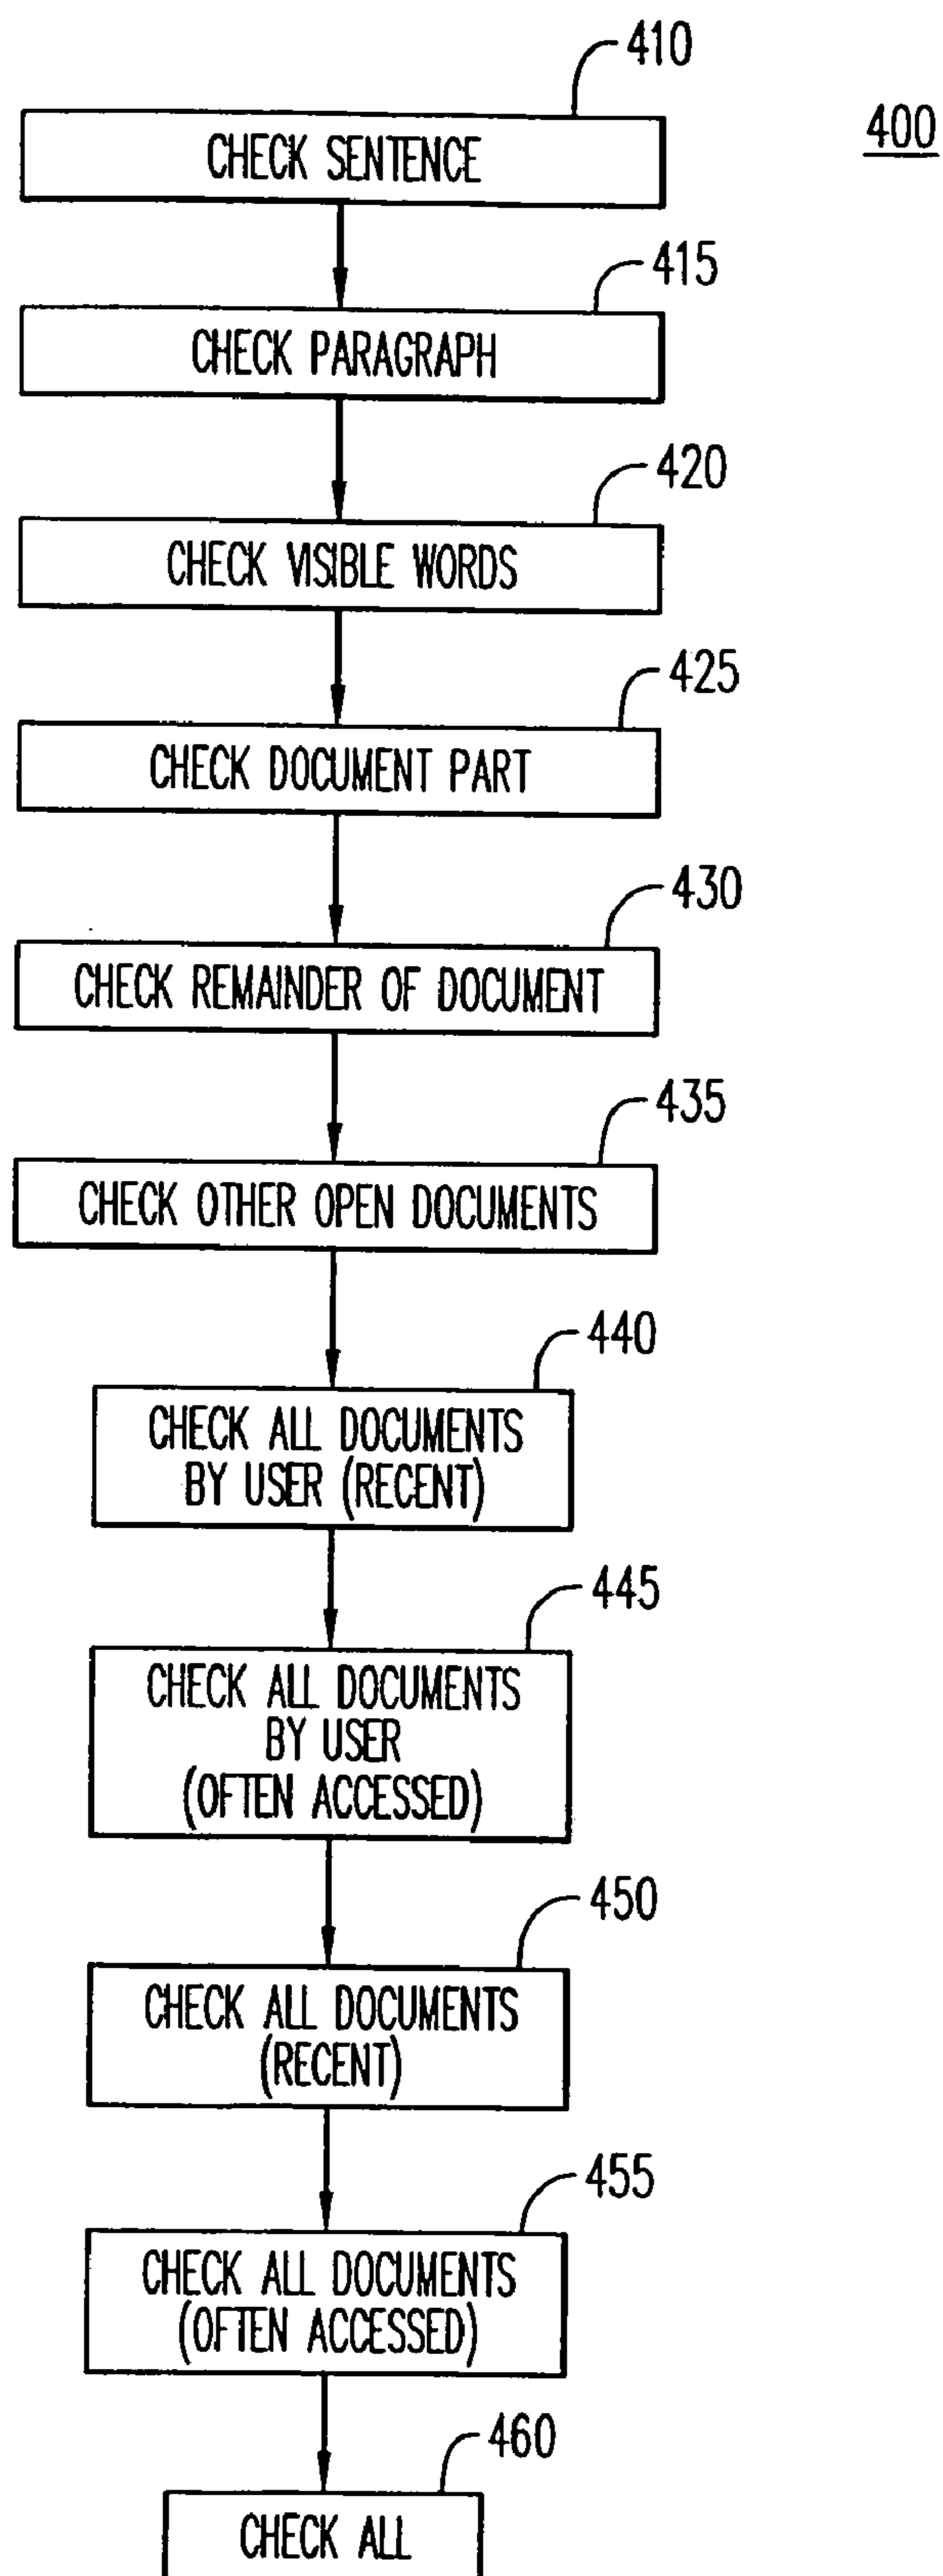 410
400
CHECK SENTENCE
415
CHECK PARAGRAPH
420
CHECK VISIBLE WORDS
425
CHECK DOCUMENT PART
430
CHECK REMAINDER OF DOCUMENT
435
CHECK OTHER OPEN DOCUMENTS
440
CHECK ALL DOCUMENTS
BY USER (RECENT)
445
CHECK ALL DOCUMENTS
BY USER
(OFTEN ACCESSED)
450
CHECK ALL DOCUMENTS
(RECENT)
455
CHECK ALL DOCUMENTS
(OFTEN ACCESSED)
460
CHECK ALL